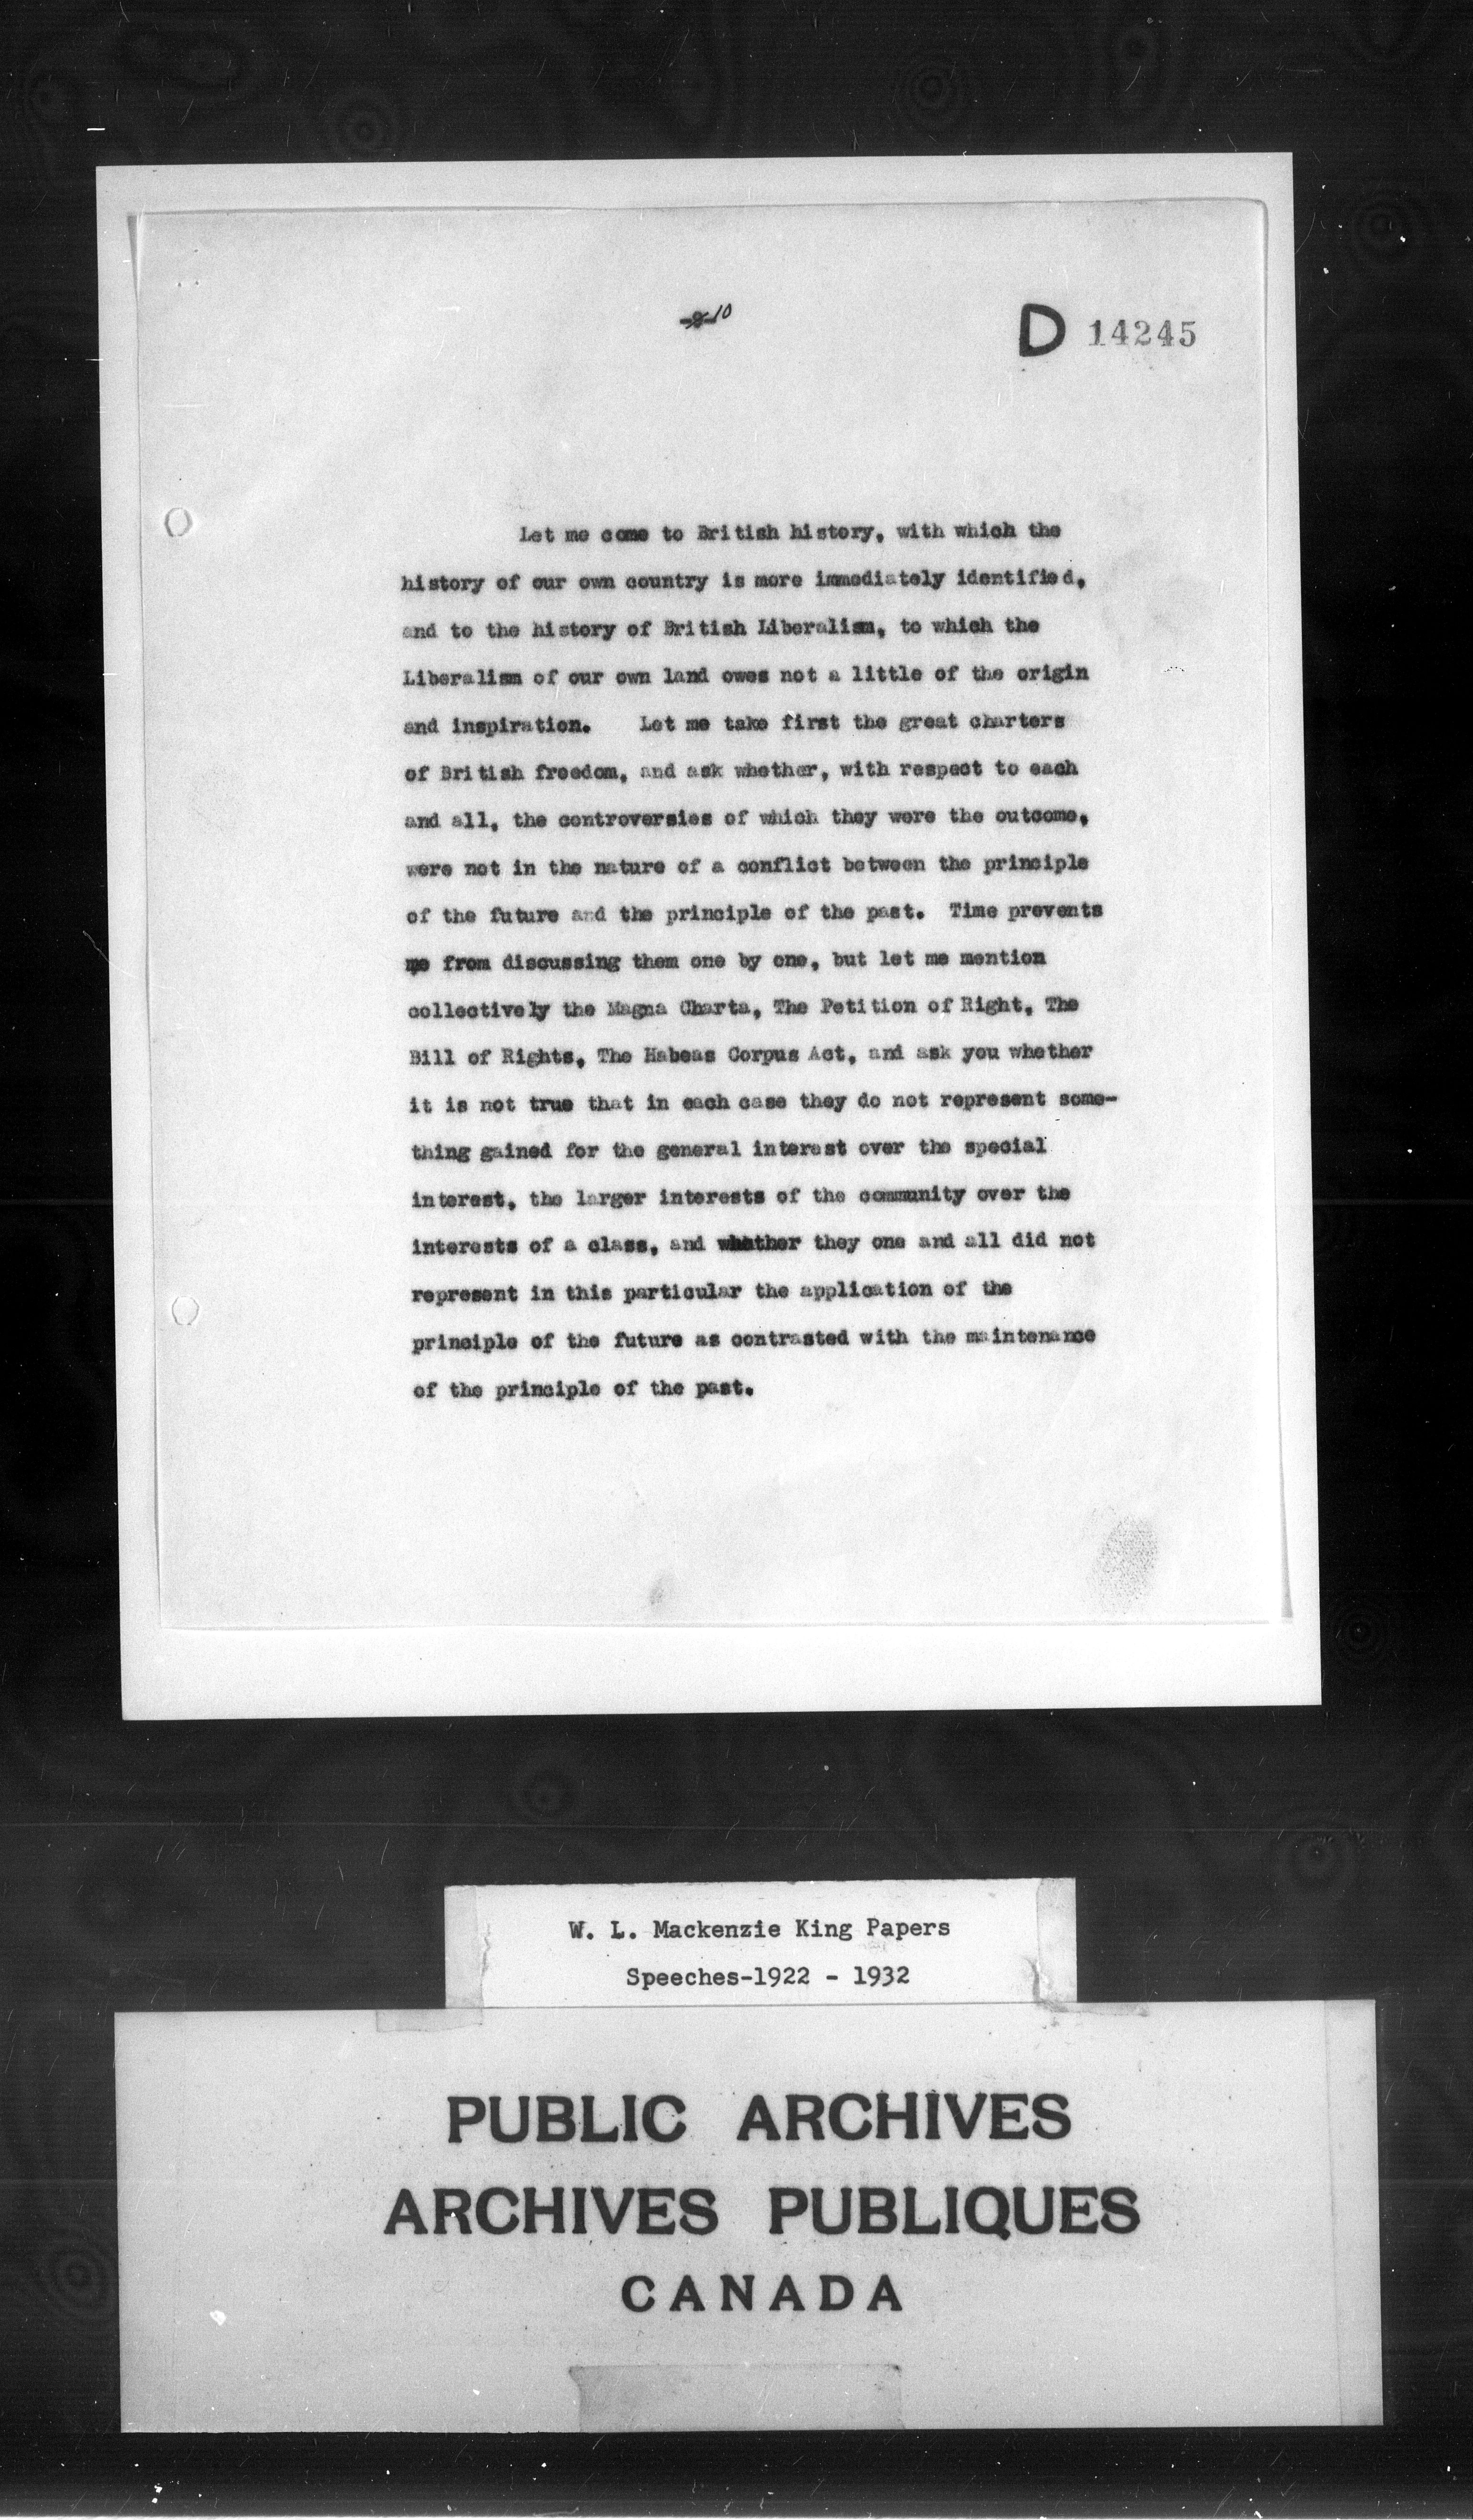 -9- 10
D 14245
Let me come to British history, with which the
history of our own country is more immediately identified,
and to the history of British Liberalism, to which the
Liberalism of our own land owes not a little of the origin
and inspiration. Let me take first the great charters
of British freedom, and ask whether, with respect to each
and all, the controversies of which they were the outcome,
were not in the nature of a conflict between the principle
of the future and the principle of the past. Time prevents
me from discussing them one by one, but let me mention
collectively the Magna Charta, The Petition of Right, The
Bill of Rights, The Habeas Corpus Act, and ask you whether
it is not true that in each case they do not represent some-
thing gained for the general interest over the special
interest, the larger interests of the community over the
interests of a class, and whether they one and all did not
represent in this particular the application of the
principle of the future as contrasted with the maintenance
of the principle of the past.
W. L. Mackenzie King Papers
Speeches-1922 - 1932
PUBLIC ARCHIVES
ARCHIVES PUBLIQUES
CANADA